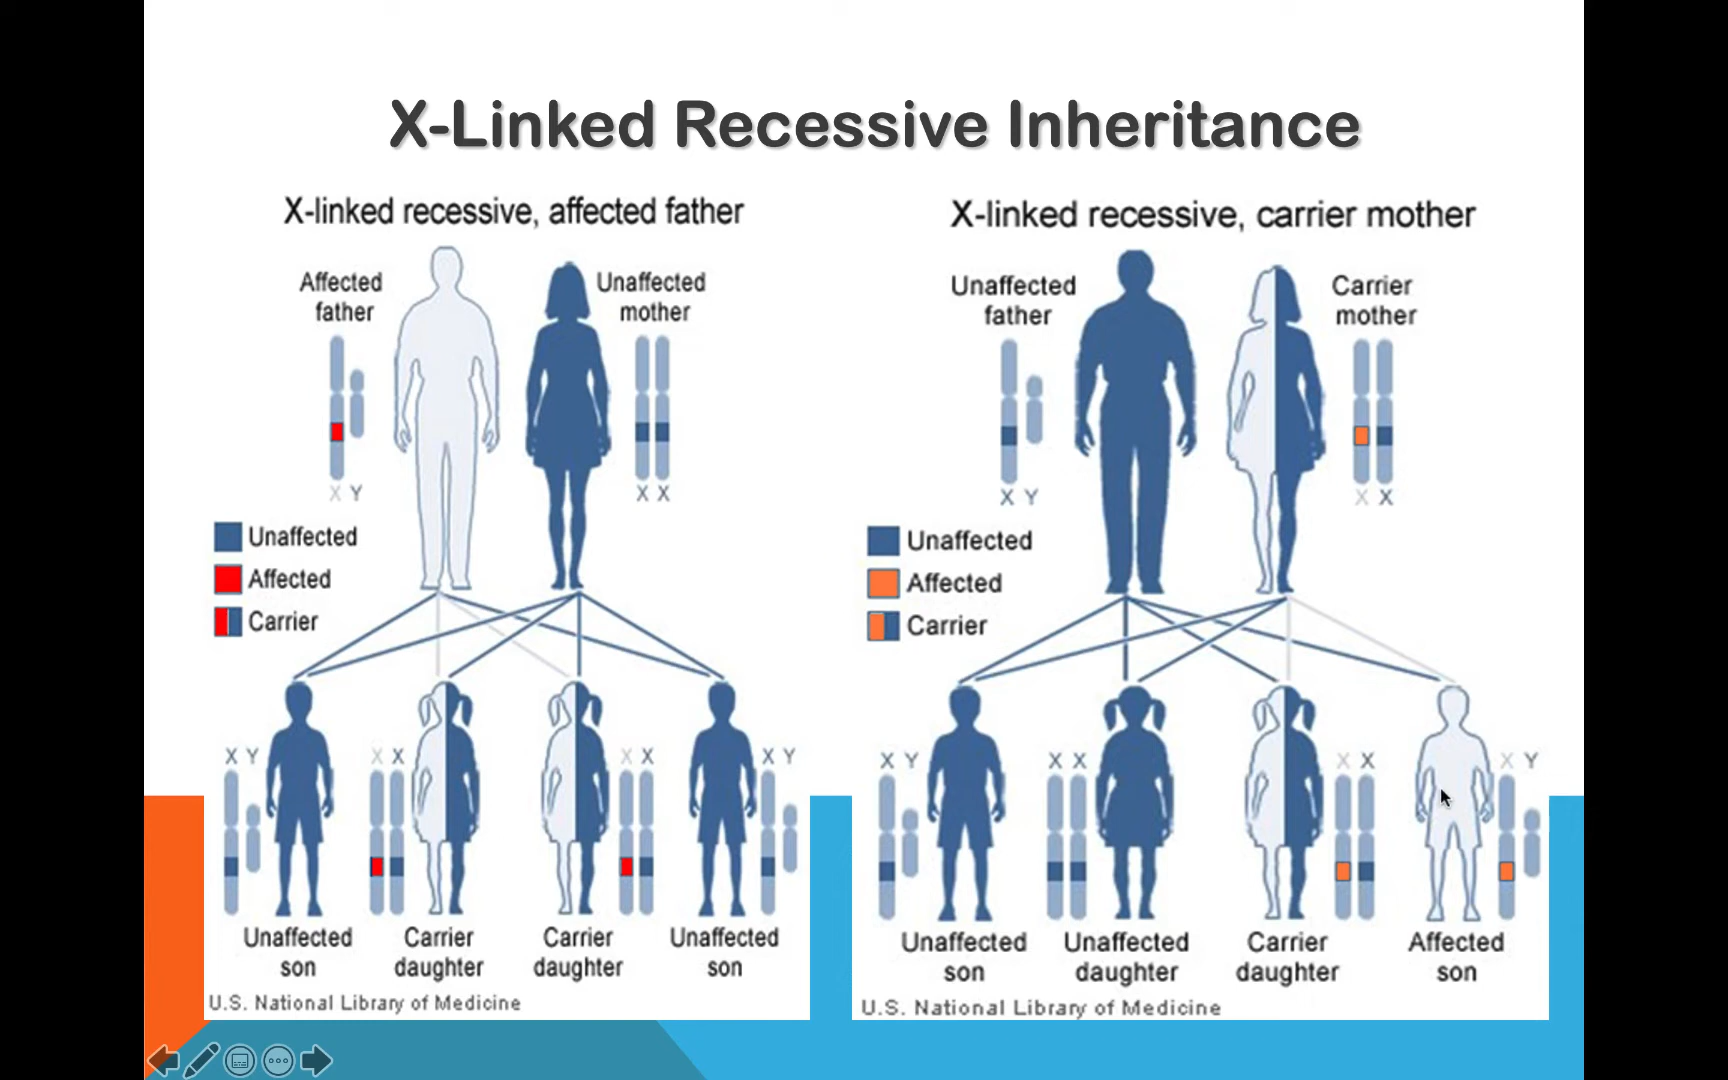 X-Linked Recessive Inheritance
X-linked recessive, affected father
Affected
father
Unaffected
mother
X Y
X X
Unaffected
Affected
Carrier
X Y
X X
X X
X Y
Unaffected
son
Carrier
daughter
Carrier
daughter
Unaffected
son
U.S. National Library of Medicine
X-linked recessive, carrier mother
Unaffected
father
Carrier
mother
X Y
X X
Unaffected
Affected
Carrier
X Y
X X
X X
X Y
Unaffected
son
Unaffected
daughter
Carrier
daughter
Affected
son
U.S. National Library of Medicine